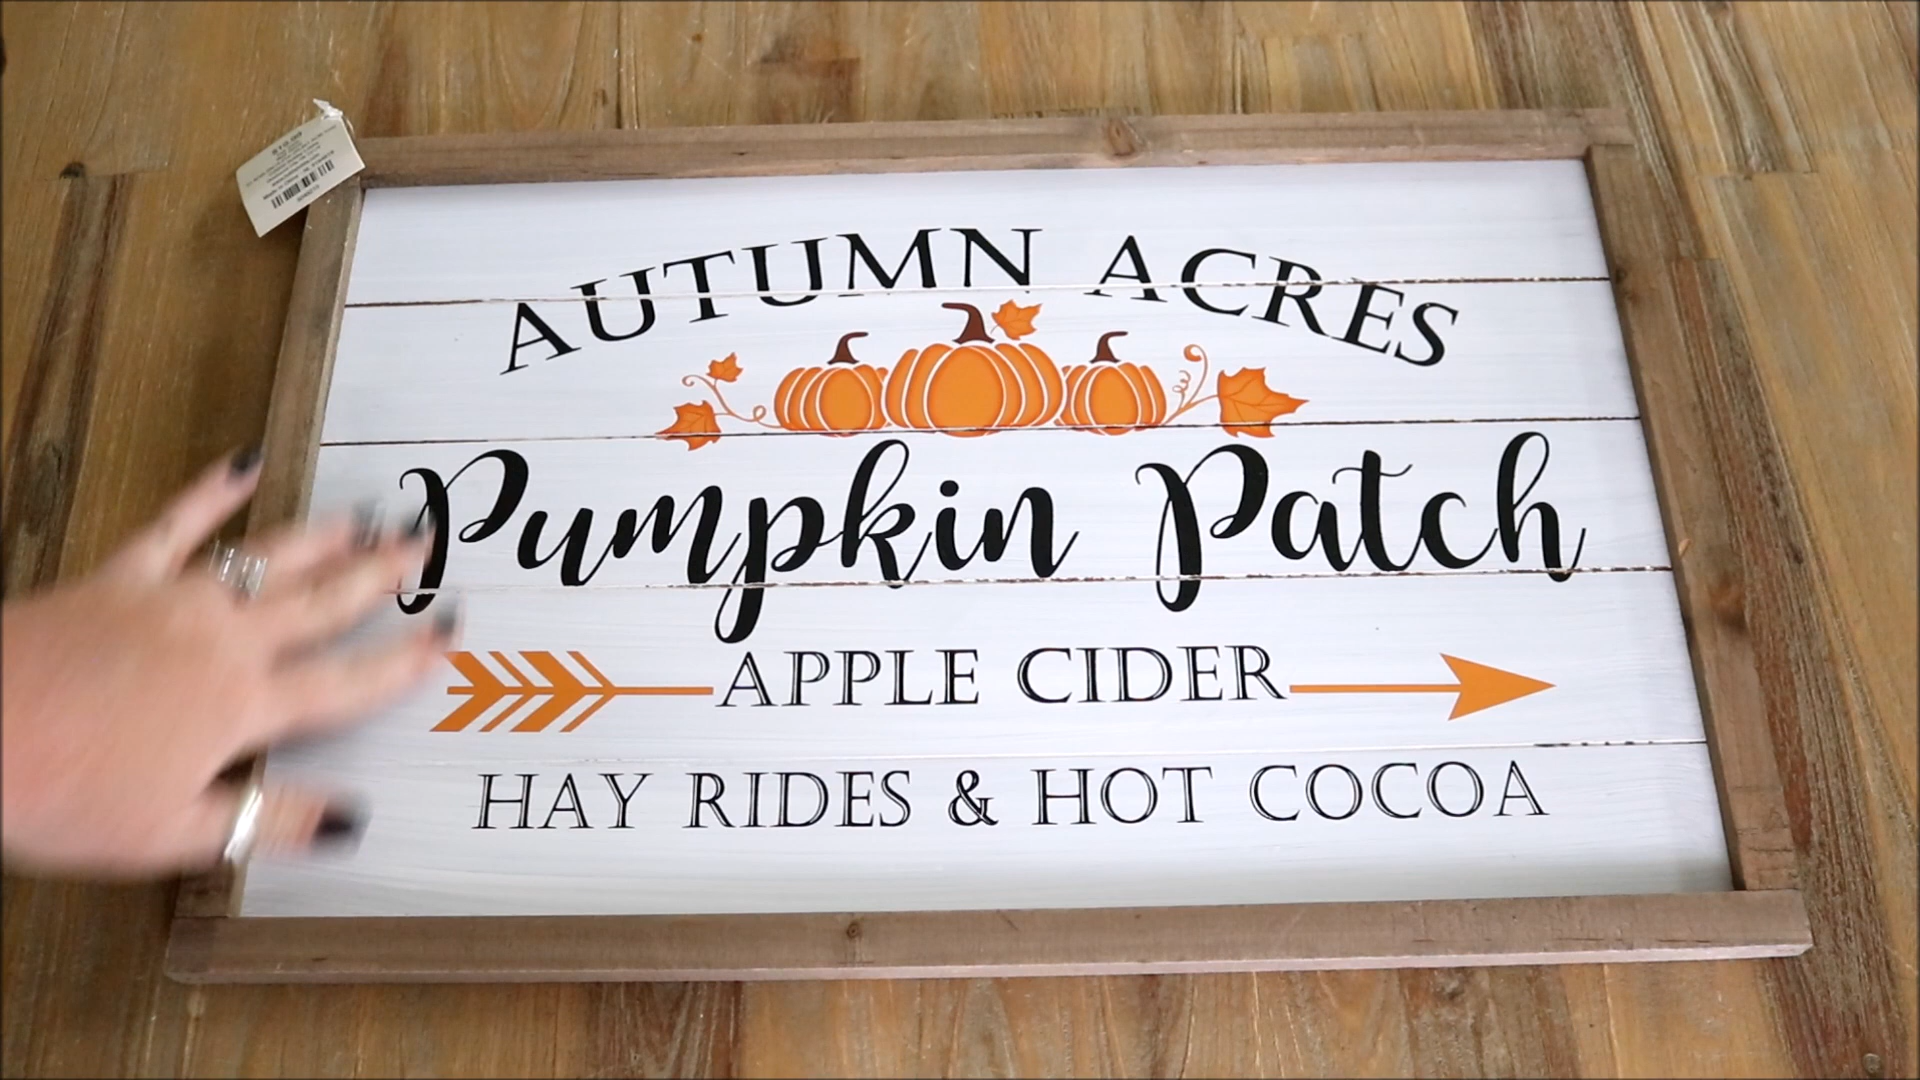 AUTUMN ACRES
Pumpkin Patch
APPLE CIDER
HAY RIDES & HOT COCOA